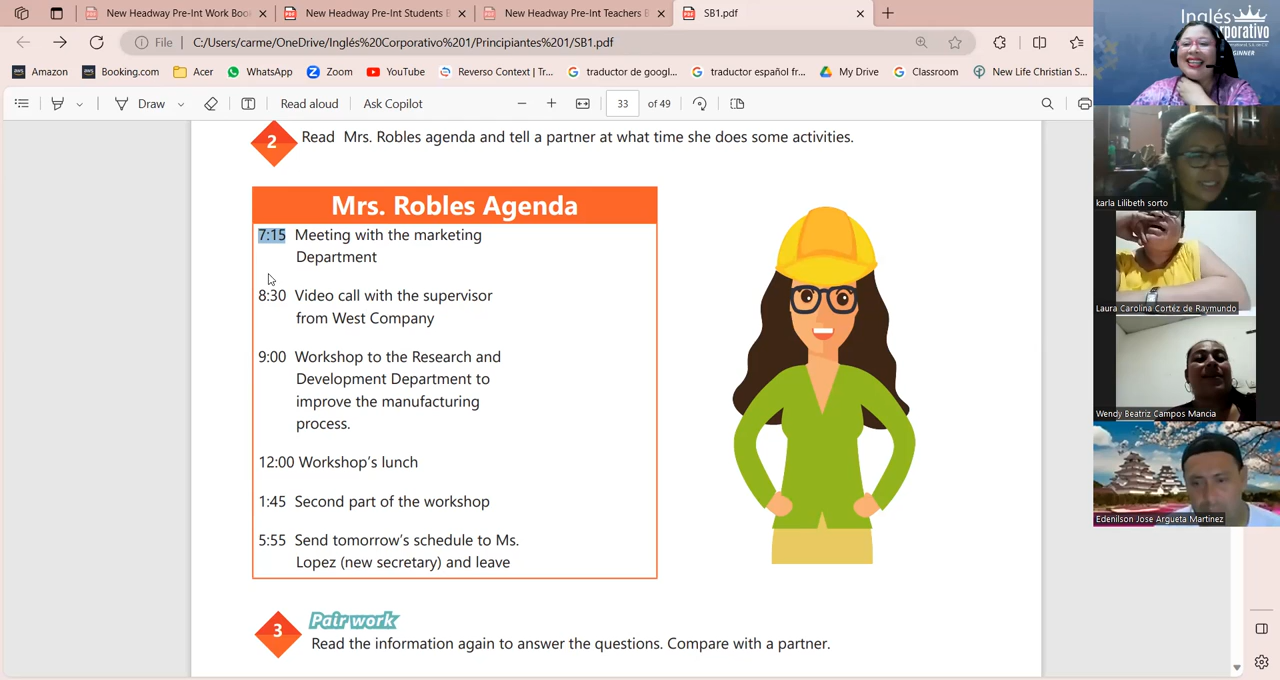 New Headway Pre-Int Work Boo
New Headway Pre-Int Students B
New Headway Pre-Int Teachers B
SB1.pdf
File
C:/Users/carme/OneDrive/Inglés%20Corporativo%201/Principiantes%201/SB1.pdf
Amazon
Booking.com
Acer
WhatsApp
Zoom
YouTube
Reverso Context | Tr...
traductor de googl...
traductor español fr...
My Drive
Classroom
New Life Christian S...
Draw
Read aloud
Ask Copilot
33 of 49
2 Read Mrs. Robles agenda and tell a partner at what time she does some activities.
Mrs. Robles Agenda
7:15 Meeting with the marketing
Department
8:30 Video call with the supervisor
from West Company
9:00 Workshop to the Research and
Development Department to
improve the manufacturing
process.
12:00 Workshop's lunch
1:45 Second part of the workshop
5:55 Send tomorrow's schedule to Ms.
Lopez (new secretary) and leave
3 Pair work
Read the information again to answer the questions. Compare with a partner.
Inglés
karla Lilibeth sorto
Laura Carolina Cortéz de Raymundo
Wendy Beatriz Campos Mancia
Edenilson Jose Argueta Martinez